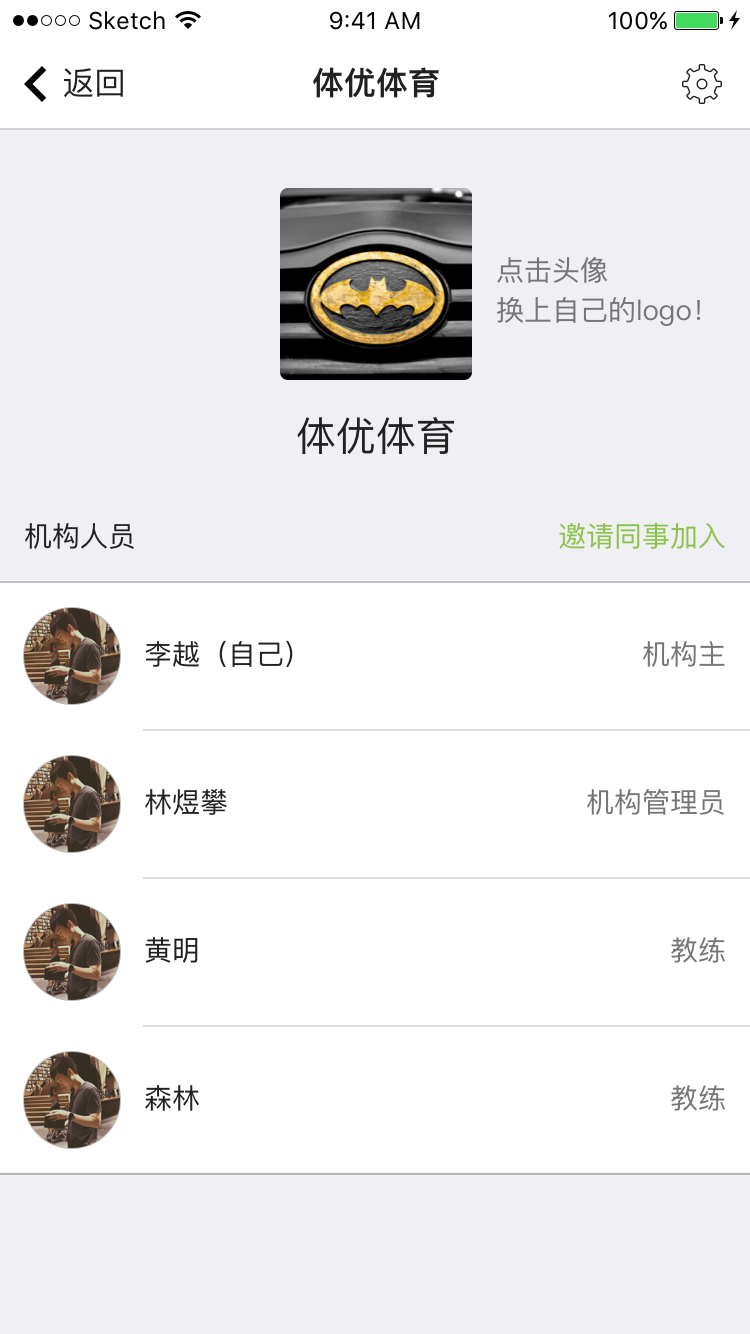 Sketch 9:41 AM 100%
返回 体优体育
点击头像
换上自己的logo!
体优体育
机构人员 邀请同事加入
李越（自己） 机构主
林煜攀 机构管理员
黄明 教练
森林 教练